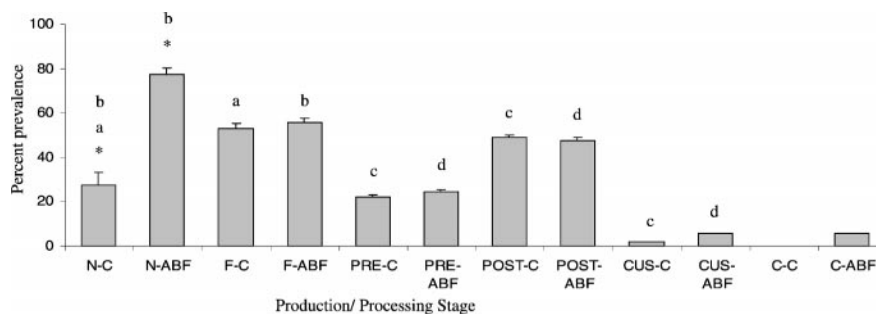 100
80
60
40
20
0
Percent prevalence
b
a
*
b
*
a
b
c
d
c
d
c
d
N-C N-ABF F-C F-ABF PRE-C PRE-ABF POST-C POST-ABF CUS-C CUS-ABF C-C C-ABF
Production/ Processing Stage